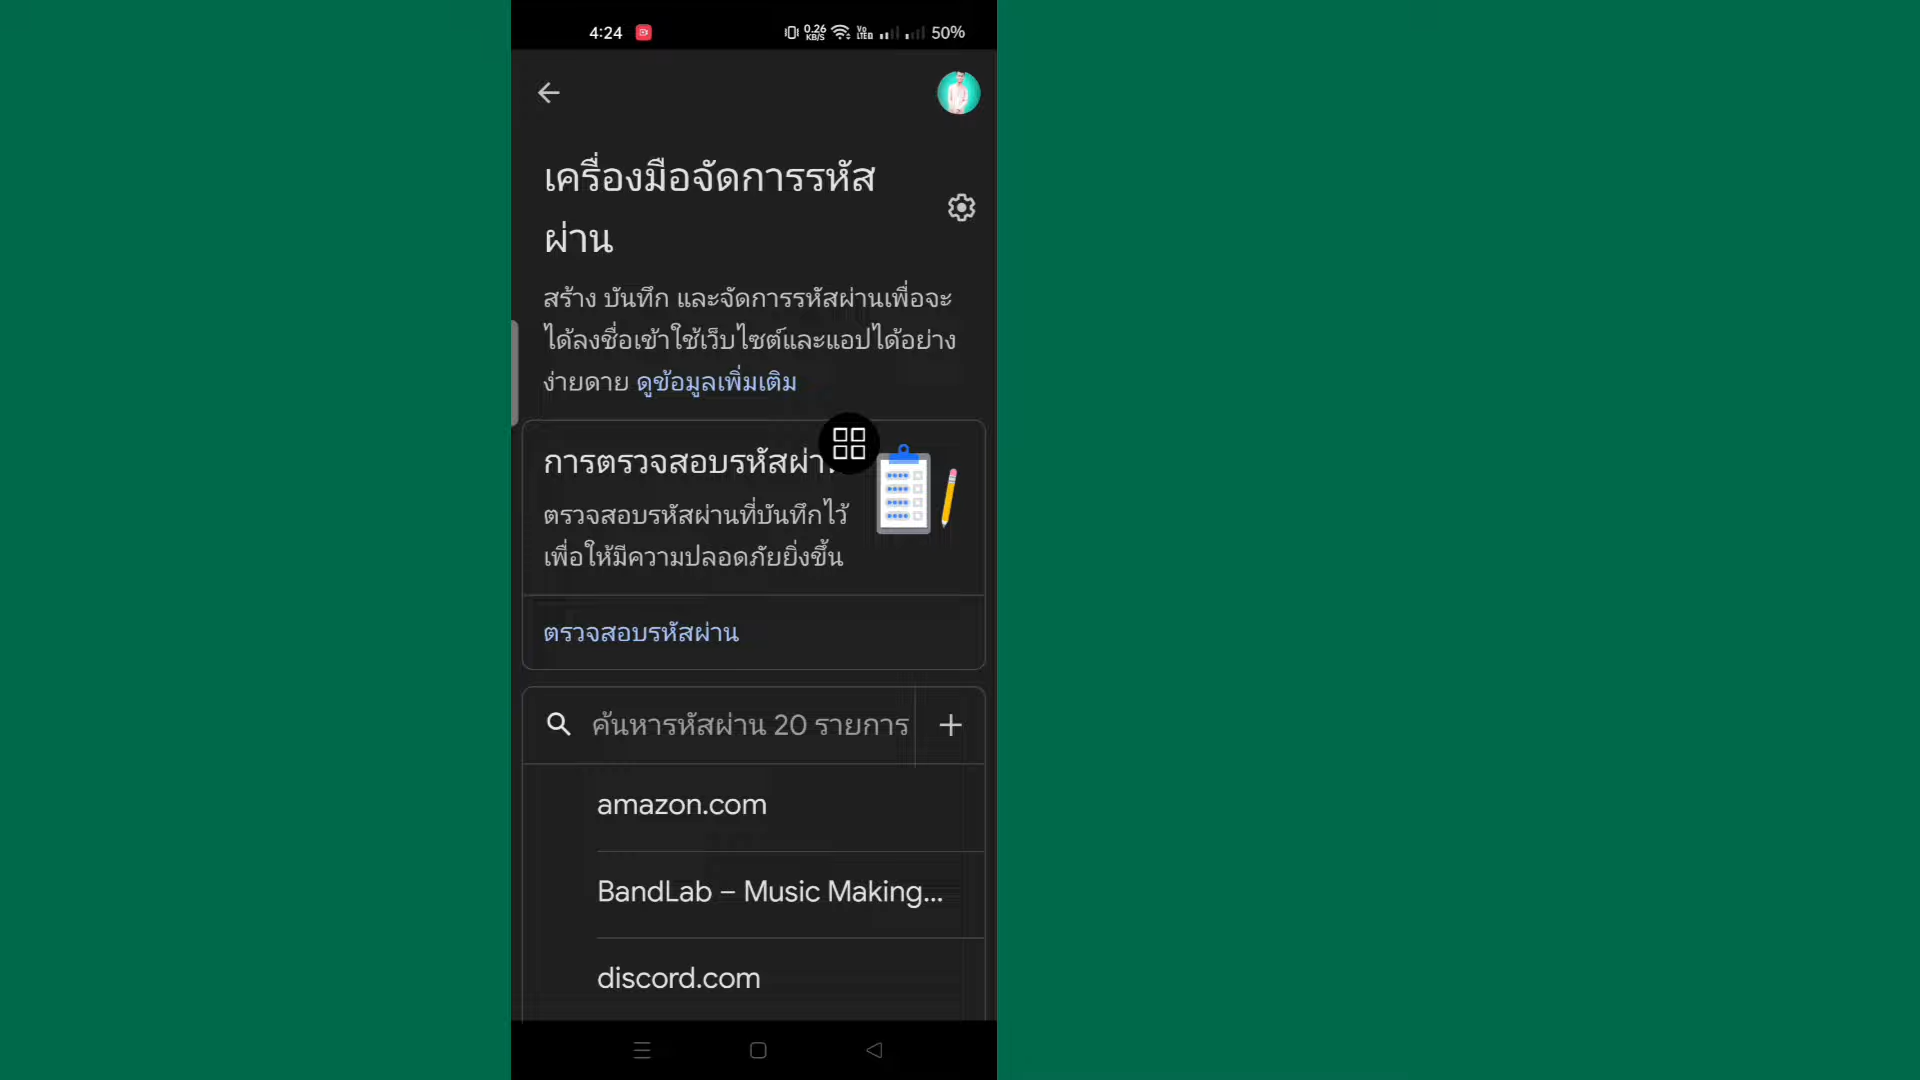 4:24
0.26 KB/S
50%
เครื่องมือจัดการรหัส
ผ่าน
สร้าง บันทึก และจัดการรหัสผ่านเพื่อจะ
ได้ลงชื่อเข้าใช้เว็บไซต์และแอปได้อย่าง
ง่ายดาย ดูข้อมูลเพิ่มเติม
การตรวจสอบรหัสผ่า
ตรวจสอบรหัสผ่านที่บันทึกไว้
เพื่อให้มีความปลอดภัยยิ่งขึ้น
ตรวจสอบรหัสผ่าน
ค้นหารหัสผ่าน 20 รายการ
amazon.com
BandLab – Music Making...
discord.com